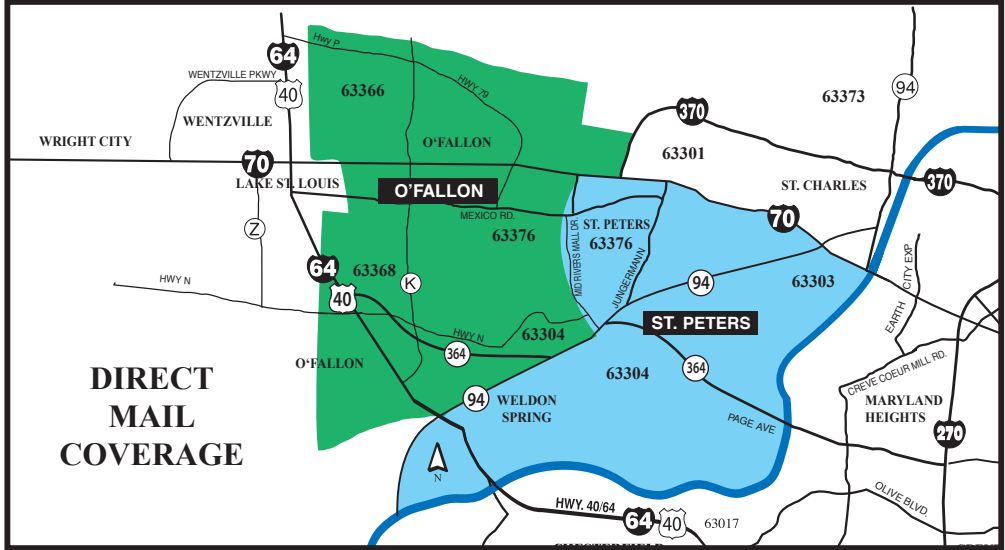 Hwy P
64
WENTZVILLE PKWY
40
HWY 79
63366
94
63373
WENTZVILLE
370
WRIGHT CITY
O'FALLON
63301
70
LAKE ST. LOUIS
O'FALLON
ST. CHARLES
370
MEXICO RD.
70
Z
63376
MID RIVERS MALL DR.
ST. PETERS
63376
JUNGERMANN
64
63368
K
94
63303
HWY N
40
EARTH
CITY EXP
HWY N
63304
ST. PETERS
364
O'FALLON
63304
364
CREVE COEUR MILL RD.
DIRECT
MAIL
COVERAGE
94
WELDON
SPRING
PAGE AVE
MARYLAND
HEIGHTS
270
N
OLIVE BLVD.
HWY. 40/64
64
40
63017